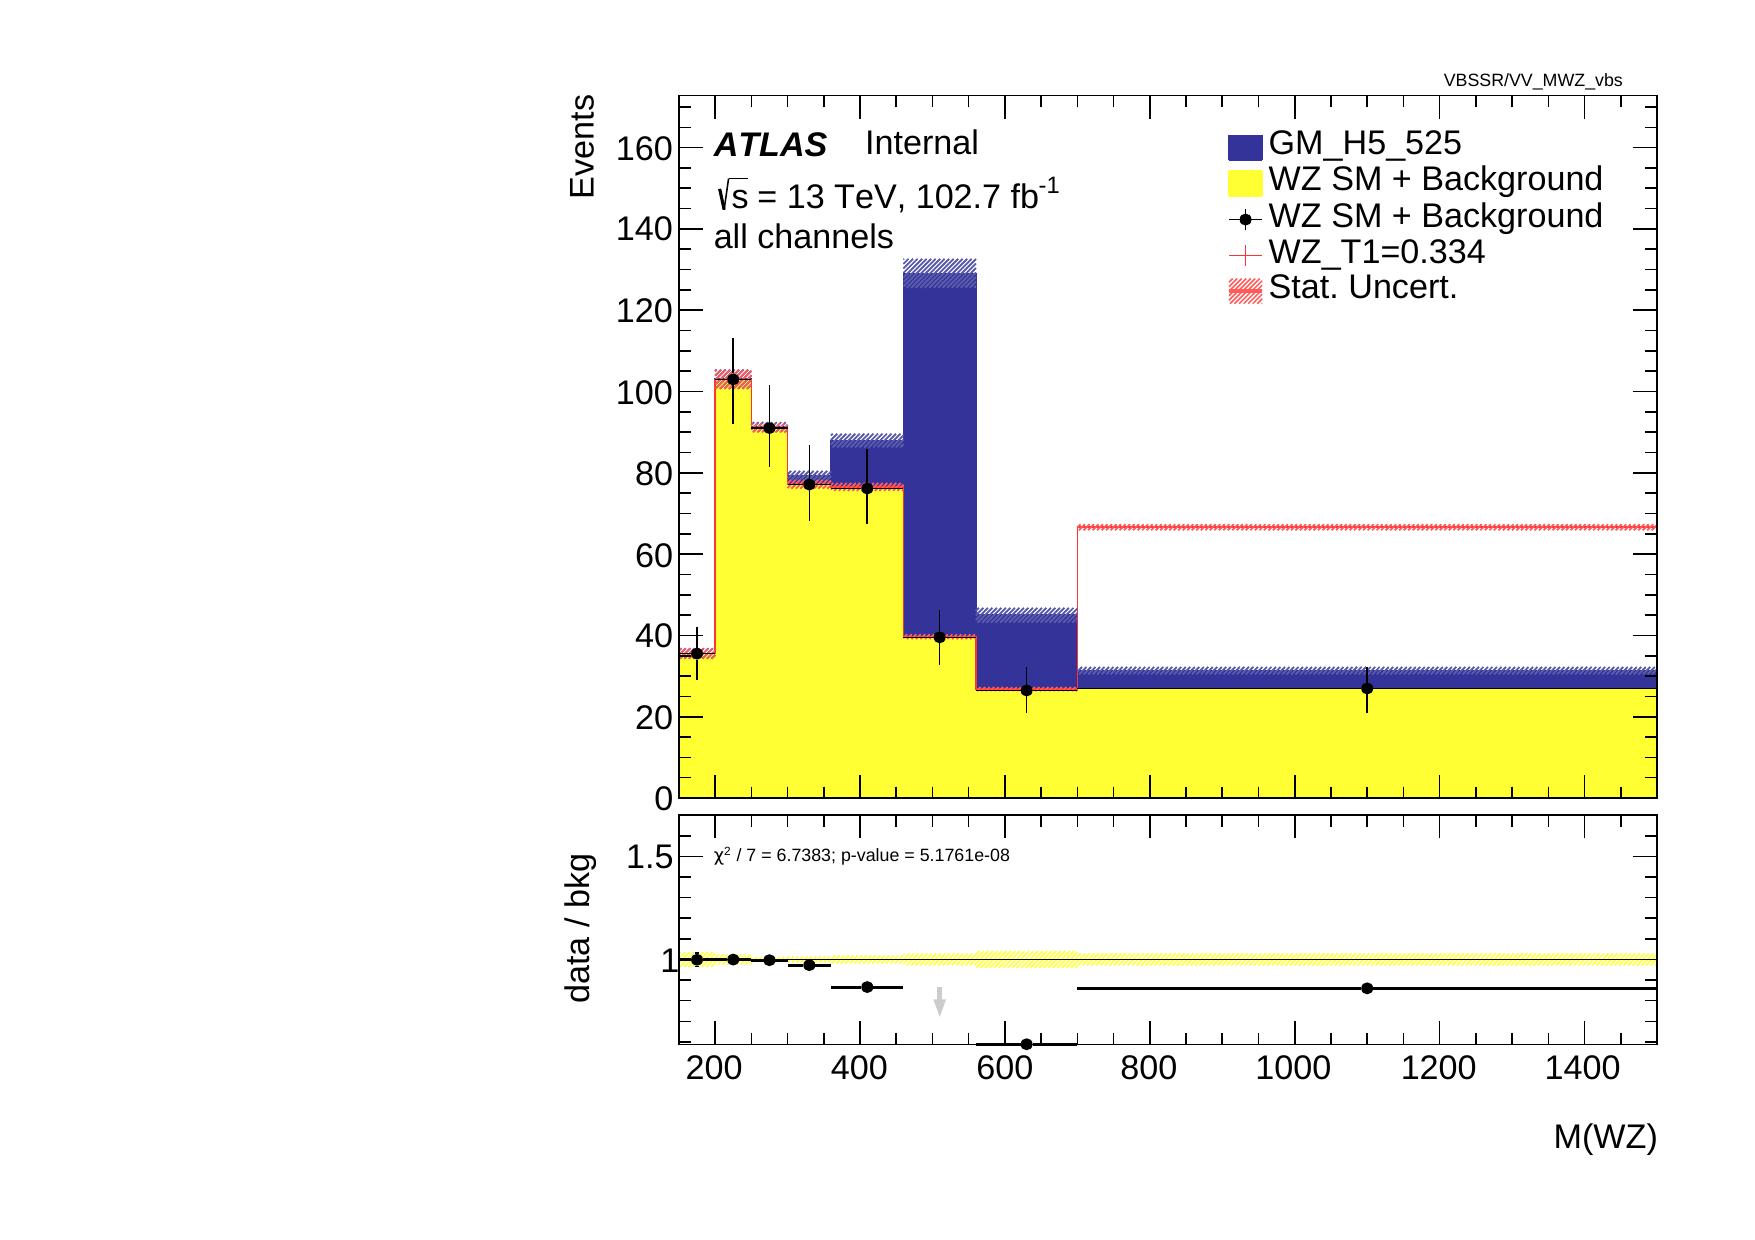 VBSSR/VV_MWZ_vbs
Events
ATLAS Internal
√s = 13 TeV, 102.7 fb⁻¹
all channels
GM_H5_525
WZ SM + Background
WZ SM + Background
WZ_T1=0.334
Stat. Uncert.
160
140
120
100
80
60
40
20
0
data / bkg
χ² / 7 = 6.7383; p-value = 5.1761e-08
1.5
1
200 400 600 800 1000 1200 1400
M(WZ)